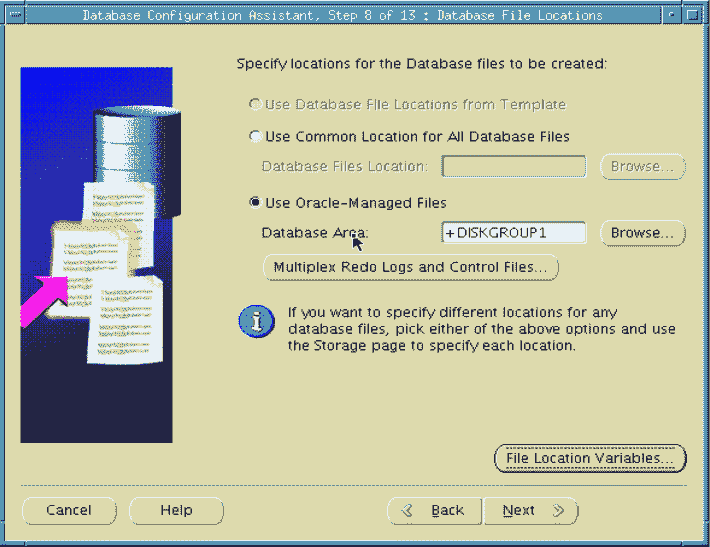 Database Configuration Assistant, Step 8 of 13 : Database File Locations
Specify locations for the Database files to be created:
Use Database File Locations from Template
Use Common Location for All Database Files
Database Files Location: Browse...
Use Oracle-Managed Files
Database Area: +DISKGROUP1 Browse...
Multiplex Redo Logs and Control Files...
If you want to specify different locations for any
database files, pick either of the above options and use
the Storage page to specify each location.
File Location Variables...
Cancel Help Back Next